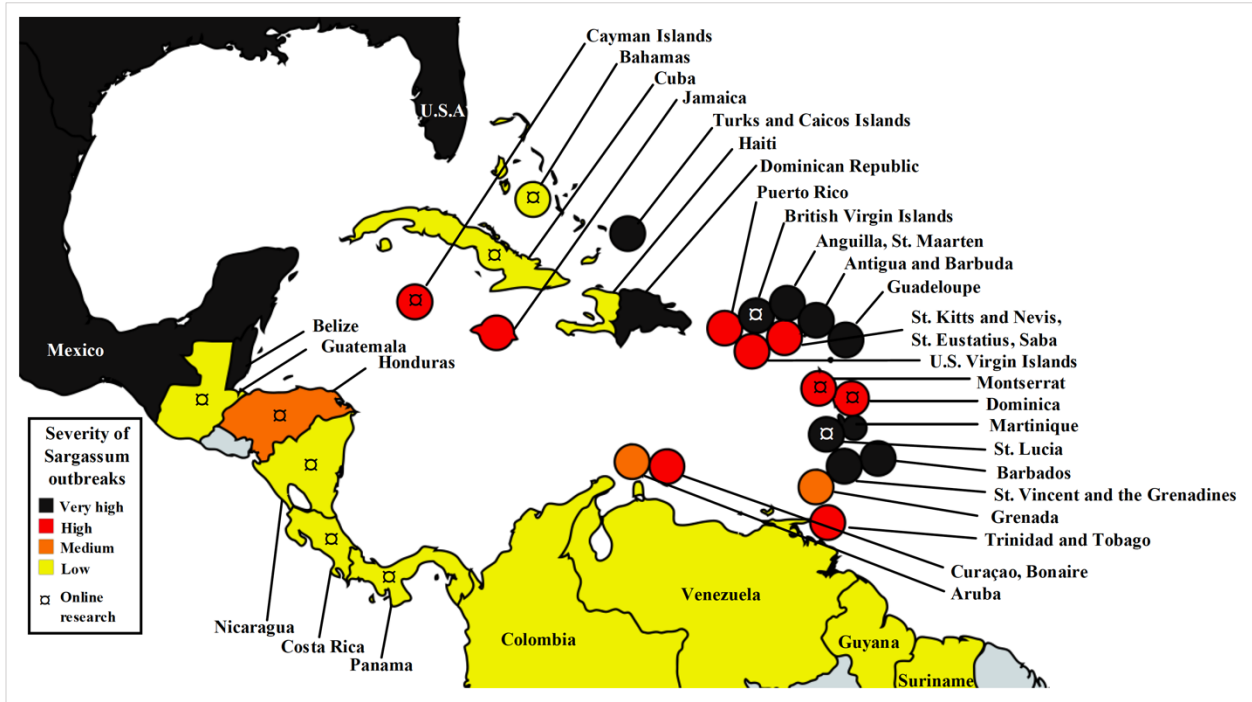 Cayman Islands
Bahamas
Cuba
Jamaica
Turks and Caicos Islands
Haiti
Dominican Republic
Puerto Rico
British Virgin Islands
Anguilla, St. Maarten
Antigua and Barbuda
Guadeloupe
St. Kitts and Nevis,
St. Eustatius, Saba
U.S. Virgin Islands
Montserrat
Dominica
Martinique
St. Lucia
Barbados
St. Vincent and the Grenadines
Grenada
Trinidad and Tobago
Curaçao, Bonaire
Aruba
U.S.A
Mexico
Belize
Guatemala
Honduras
Severity of
Sargassum
outbreaks
Very high
High
Medium
Low
¤ Online
research
Nicaragua
Costa Rica
Panama
Colombia
Venezuela
Guyana
Suriname